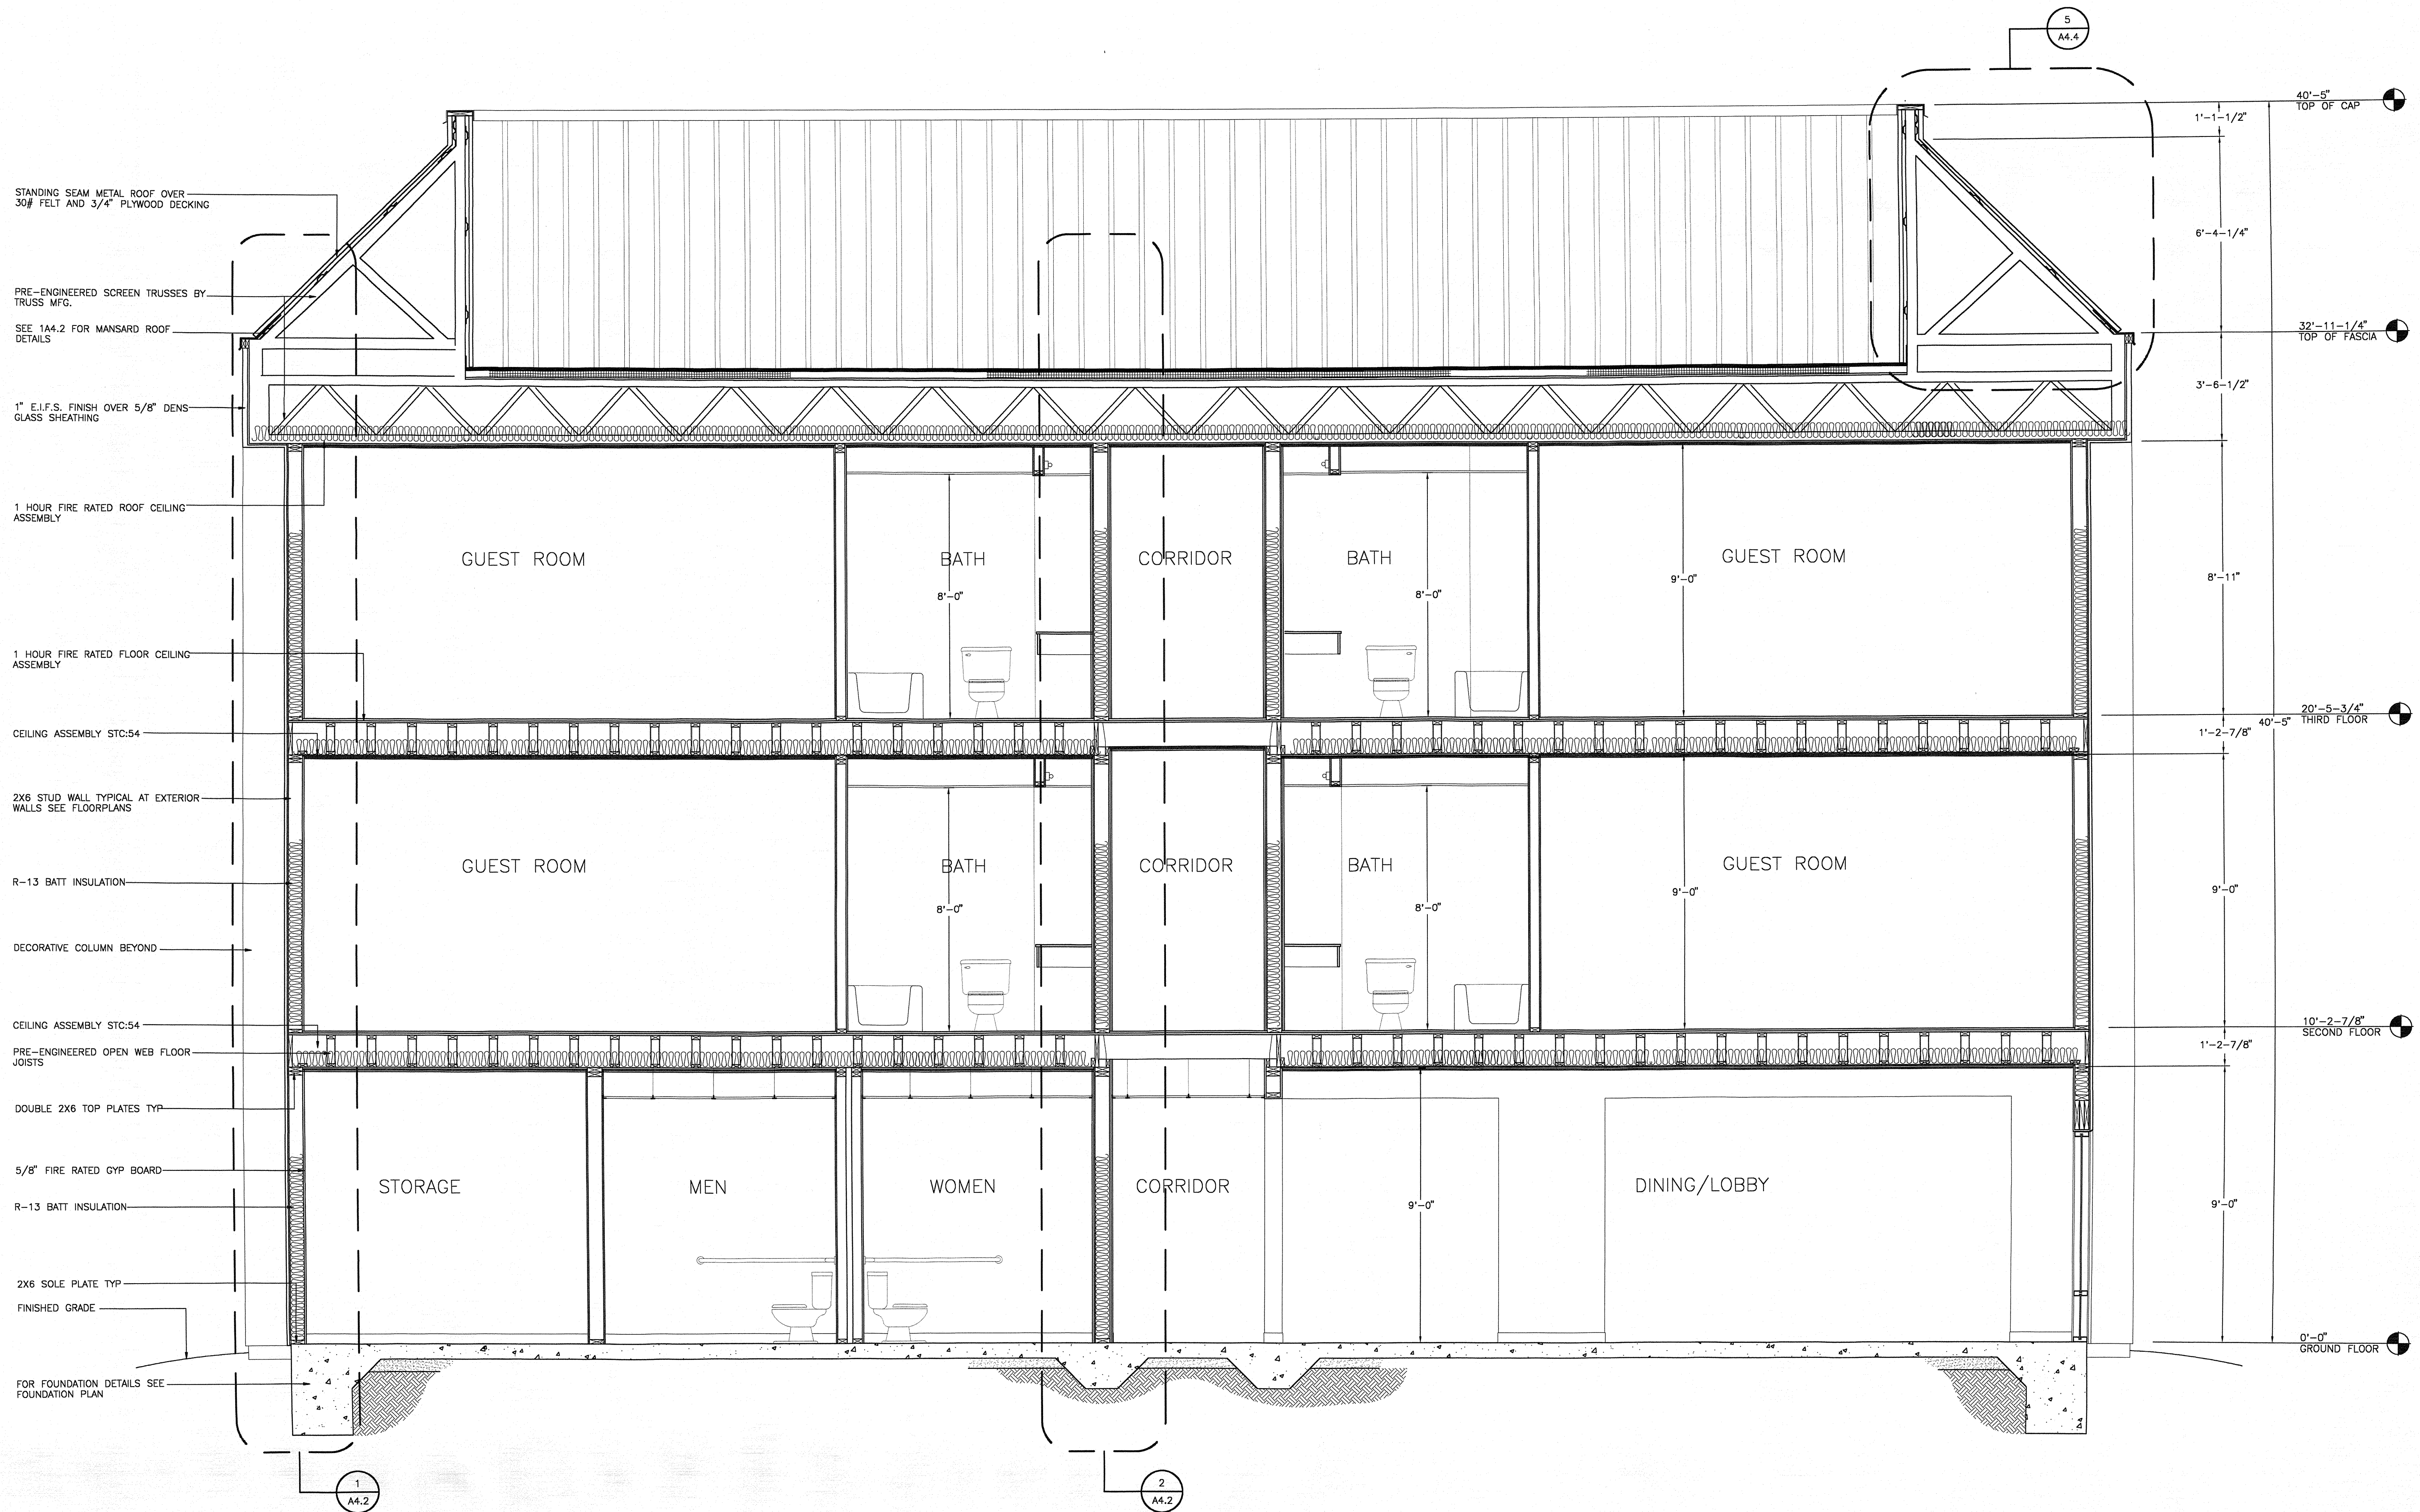 5
A4.4
40'-5"
TOP OF CAP
1'-1-1/2"
STANDING SEAM METAL ROOF OVER
30# FELT AND 3/4" PLYWOOD DECKING
6'-4-1/4"
PRE-ENGINEERED SCREEN TRUSSES BY
TRUSS MFG.
SEE 1A4.2 FOR MANSARD ROOF
DETAILS
32'-11-1/4"
TOP OF FASCIA
3'-6-1/2"
1" E.I.F.S. FINISH OVER 5/8" DENS
GLASS SHEATHING
1 HOUR FIRE RATED ROOF CEILING
ASSEMBLY
GUEST ROOM
BATH
CORRIDOR
BATH
GUEST ROOM
8'-0"
8'-0"
9'-0"
8'-11"
1 HOUR FIRE RATED FLOOR CEILING
ASSEMBLY
20'-5-3/4"
THIRD FLOOR
40'-5"
1'-2-7/8"
CEILING ASSEMBLY STC:54
2X6 STUD WALL TYPICAL AT EXTERIOR
WALLS SEE FLOORPLANS
GUEST ROOM
BATH
CORRIDOR
BATH
GUEST ROOM
R-13 BATT INSULATION
8'-0"
8'-0"
9'-0"
9'-0"
DECORATIVE COLUMN BEYOND
CEILING ASSEMBLY STC:54
10'-2-7/8"
SECOND FLOOR
1'-2-7/8"
PRE-ENGINEERED OPEN WEB FLOOR
JOISTS
DOUBLE 2X6 TOP PLATES TYP
5/8" FIRE RATED GYP BOARD
STORAGE
MEN
WOMEN
CORRIDOR
DINING/LOBBY
R-13 BATT INSULATION
9'-0"
9'-0"
2X6 SOLE PLATE TYP
FINISHED GRADE
0'-0"
GROUND FLOOR
FOR FOUNDATION DETAILS SEE
FOUNDATION PLAN
1
A4.2
2
A4.2